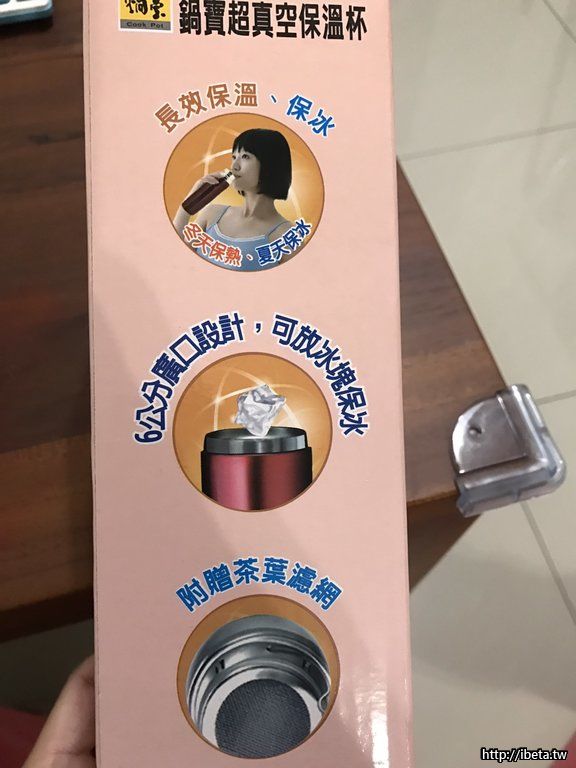 鍋寶
Cook Pot
鍋寶超真空保溫杯
長效保溫、保冰
冬天保熱、夏天保冰
6公分廣口設計，可放冰塊保冰
附贈茶葉濾網
http://ibeta.tw